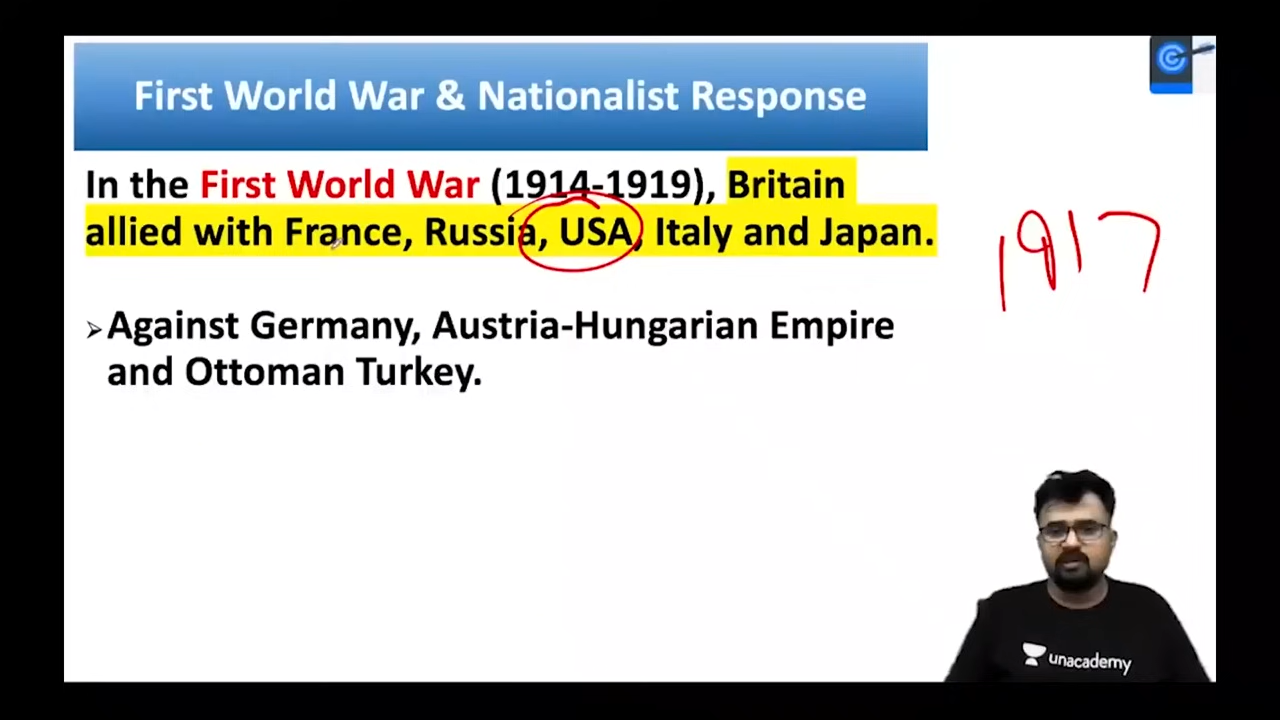 First World War & Nationalist Response
In the First World War (1914-1919), Britain
allied with France, Russia, USA, Italy and Japan.
1917
➢Against Germany, Austria-Hungarian Empire
and Ottoman Turkey.
unacademy